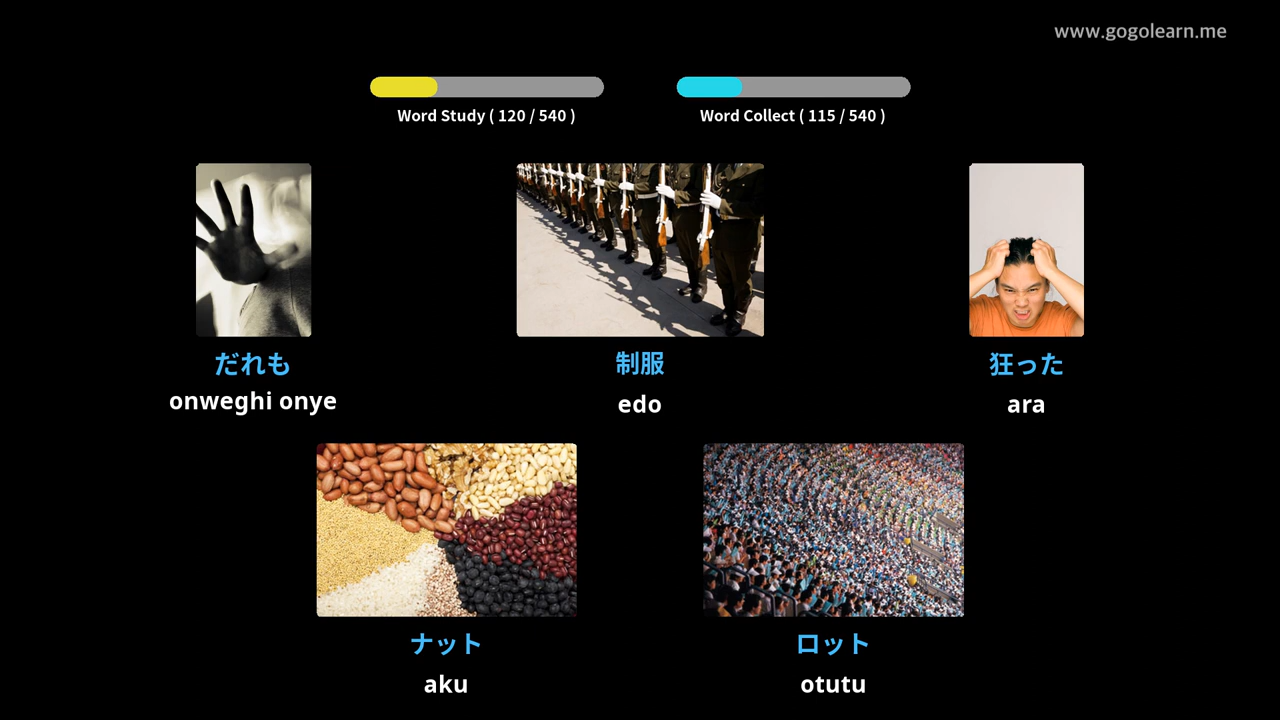 www.gogolearn.me
Word Study ( 120 / 540 )
Word Collect ( 115 / 540 )
だれも
onweghi onye
制服
edo
狂った
ara
ナット
aku
ロット
otutu